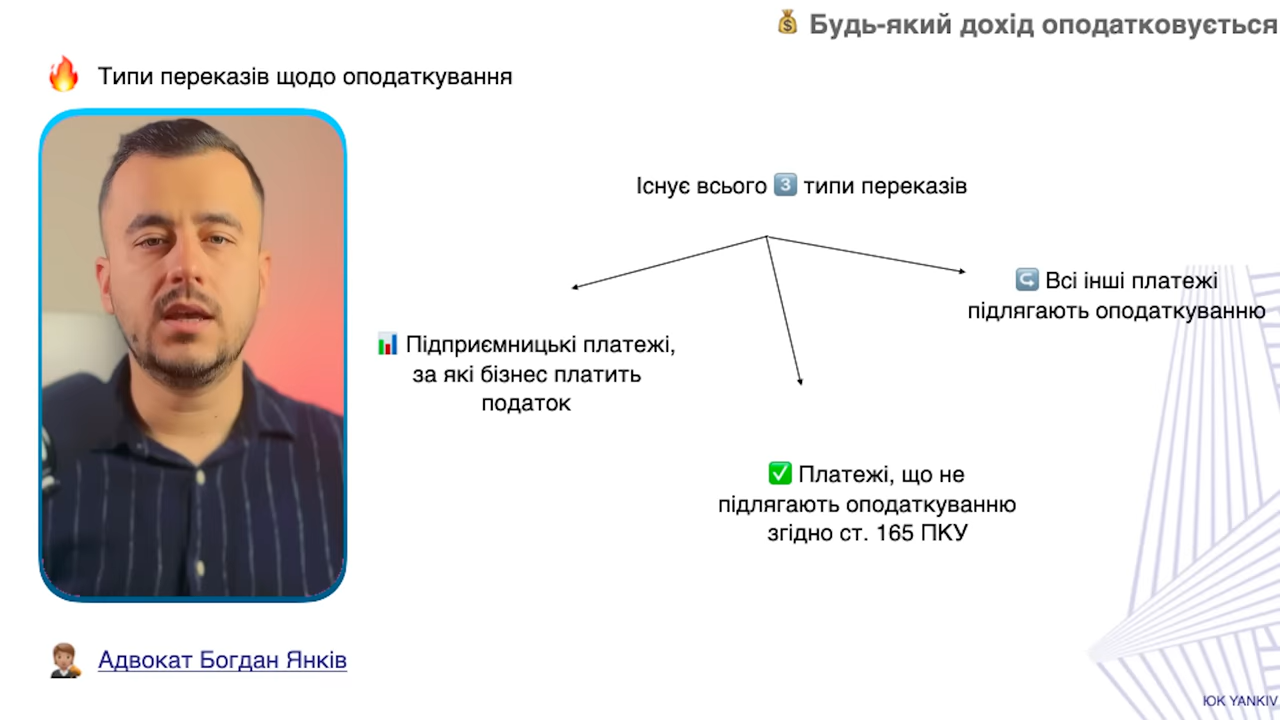 💰 Будь-який дохід оподатковується
🔥 Типи переказів щодо оподаткування
Існує всього 3️⃣ типи переказів
↪️ Всі інші платежі
підлягають оподаткуванню
📊 Підприємницькі платежі,
за які бізнес платить
податок
✅ Платежі, що не
підлягають оподаткуванню
згідно ст. 165 ПКУ
Адвокат Богдан Янків
ЮК YANKIV